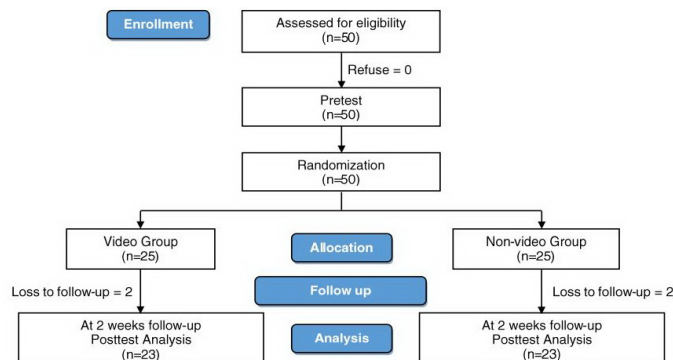 Enrollment
Assessed for eligibility
(n=50)
Refuse = 0
Pretest
(n=50)
Randomization
(n=50)
Video Group
(n=25)
Allocation
Non-video Group
(n=25)
Loss to follow-up = 2
Follow up
Loss to follow-up = 2
At 2 weeks follow-up
Posttest Analysis
(n=23)
Analysis
At 2 weeks follow-up
Posttest Analysis
(n=23)